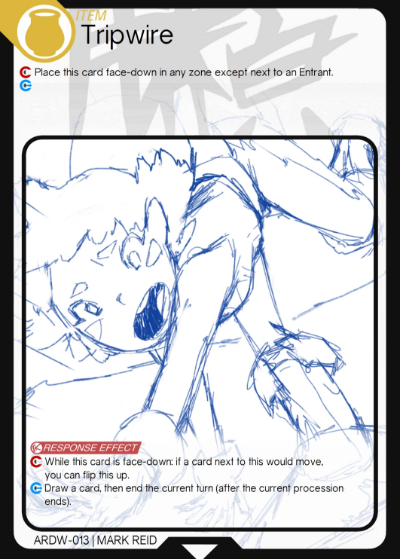 ITEM
Tripwire
C Place this card face-down in any zone except next to an Entrant.
C
RESPONSE EFFECT
C While this card is face-down: if a card next to this would move,
you can flip this up.
C Draw a card, then end the current turn (after the current procession
ends).
ARDW-013 | MARK REID